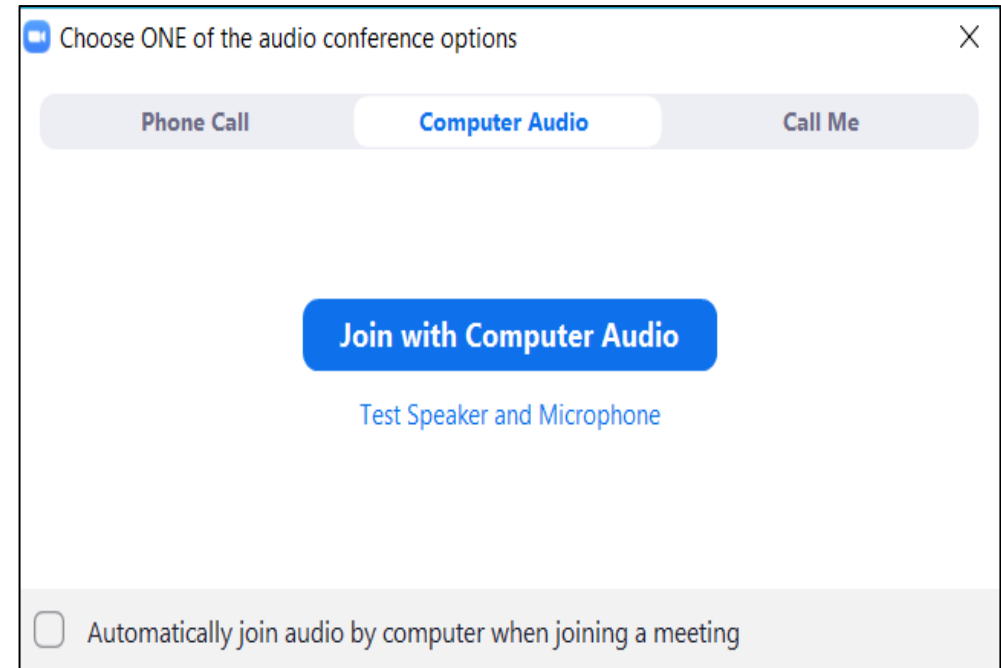 Choose ONE of the audio conference options
Phone Call Computer Audio Call Me
Join with Computer Audio
Test Speaker and Microphone
Automatically join audio by computer when joining a meeting